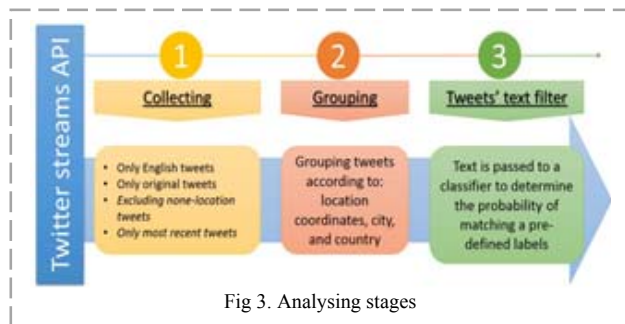 Twitter streams API
1
2
3
Collecting
Grouping
Tweets' text filter
• Only English tweets
• Only original tweets
• Excluding none-location
tweets
• Only most recent tweets
Grouping tweets
according to:
location
coordinates, city,
and country
Text is passed to a
classifier to determine
the probability of
matching a pre-
defined labels
Fig 3. Analysing stages